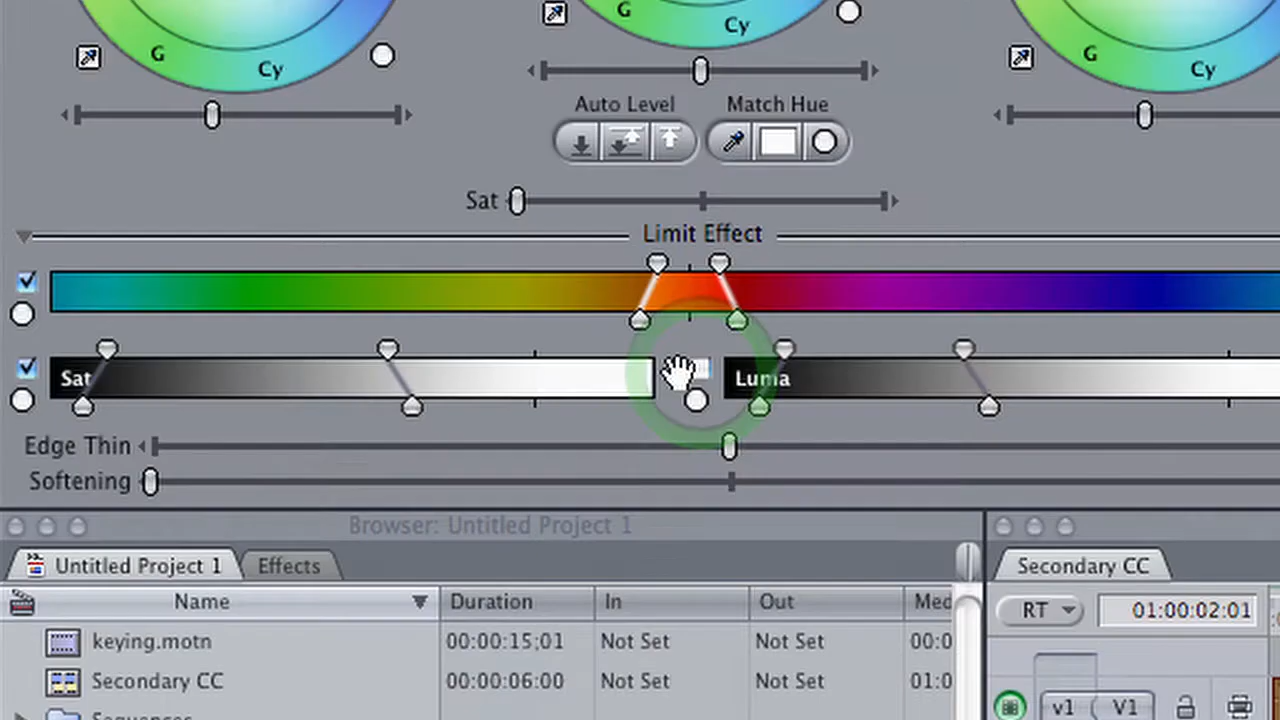 G Cy
G Cy
G Cy
Auto Level Match Hue
Sat
Limit Effect
Sat Luma
Edge Thin
Softening
Browser: Untitled Project 1
Untitled Project 1 Effects
Secondary CC
Name Duration In Out Med
RT 01:00:02:01
keying.motn 00:00:15;01 Not Set Not Set 00:0
Secondary CC 00:00:06:00 Not Set Not Set 01:0
Sequences
v1 V1